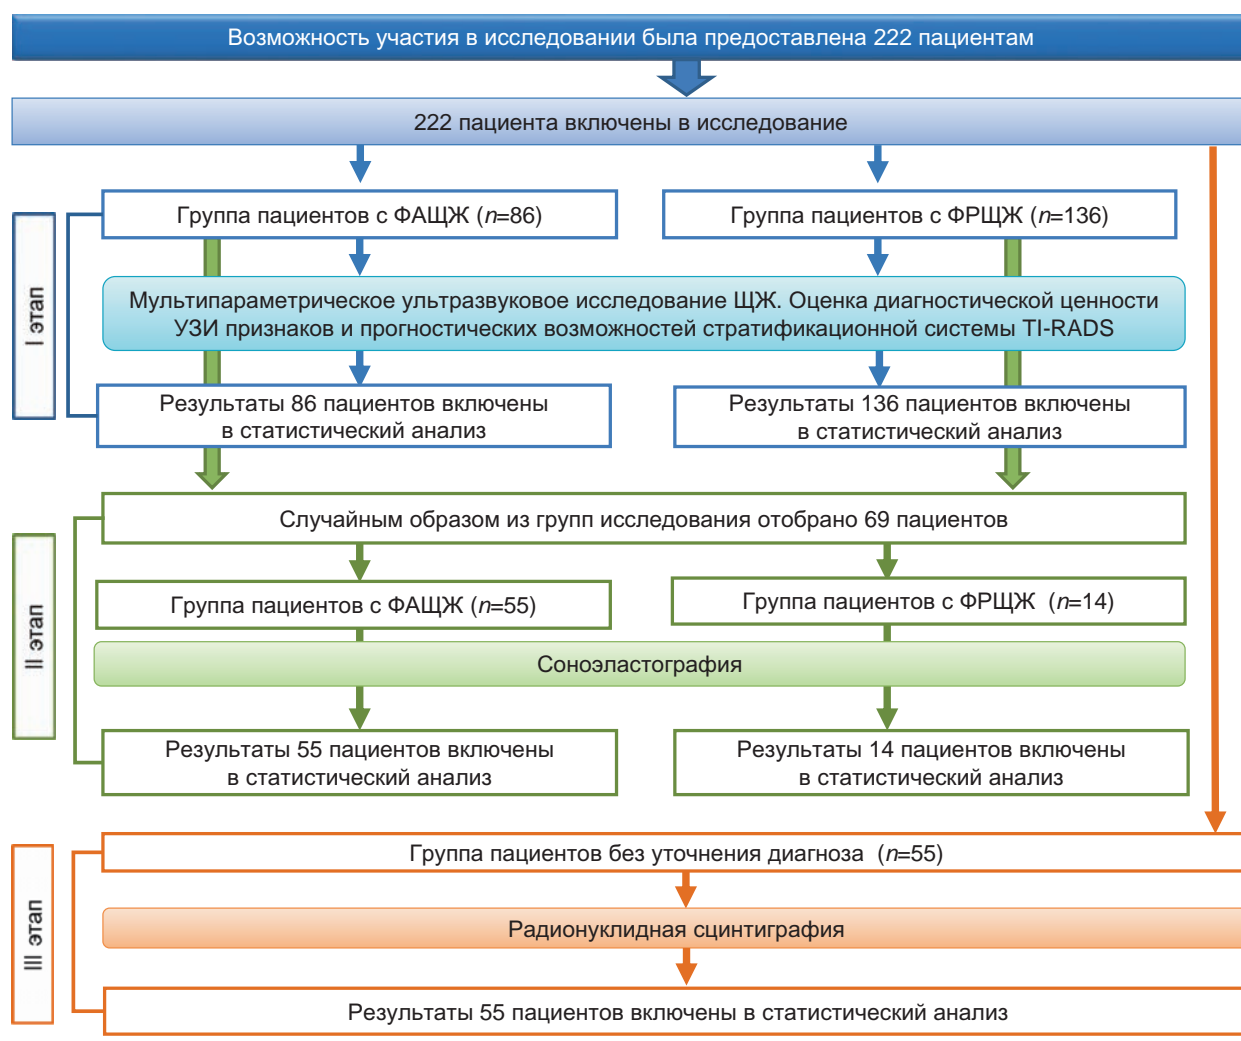 Возможность участия в исследовании была предоставлена 222 пациентам
222 пациента включены в исследование
I этап
Группа пациентов с ФАЩЖ (n=86)
Группа пациентов с ФРЩЖ (n=136)
Мультипараметрическое ультразвуковое исследование ЩЖ. Оценка диагностической ценности
УЗИ признаков и прогностических возможностей стратификационной системы TI-RADS
Результаты 86 пациентов включены
в статистический анализ
Результаты 136 пациентов включены
в статистический анализ
II этап
Случайным образом из групп исследования отобрано 69 пациентов
Группа пациентов с ФАЩЖ (n=55)
Группа пациентов с ФРЩЖ (n=14)
Соноэластография
Результаты 55 пациентов включены
в статистический анализ
Результаты 14 пациентов включены
в статистический анализ
III этап
Группа пациентов без уточнения диагноза (n=55)
Радионуклидная сцинтиграфия
Результаты 55 пациентов включены в статистический анализ